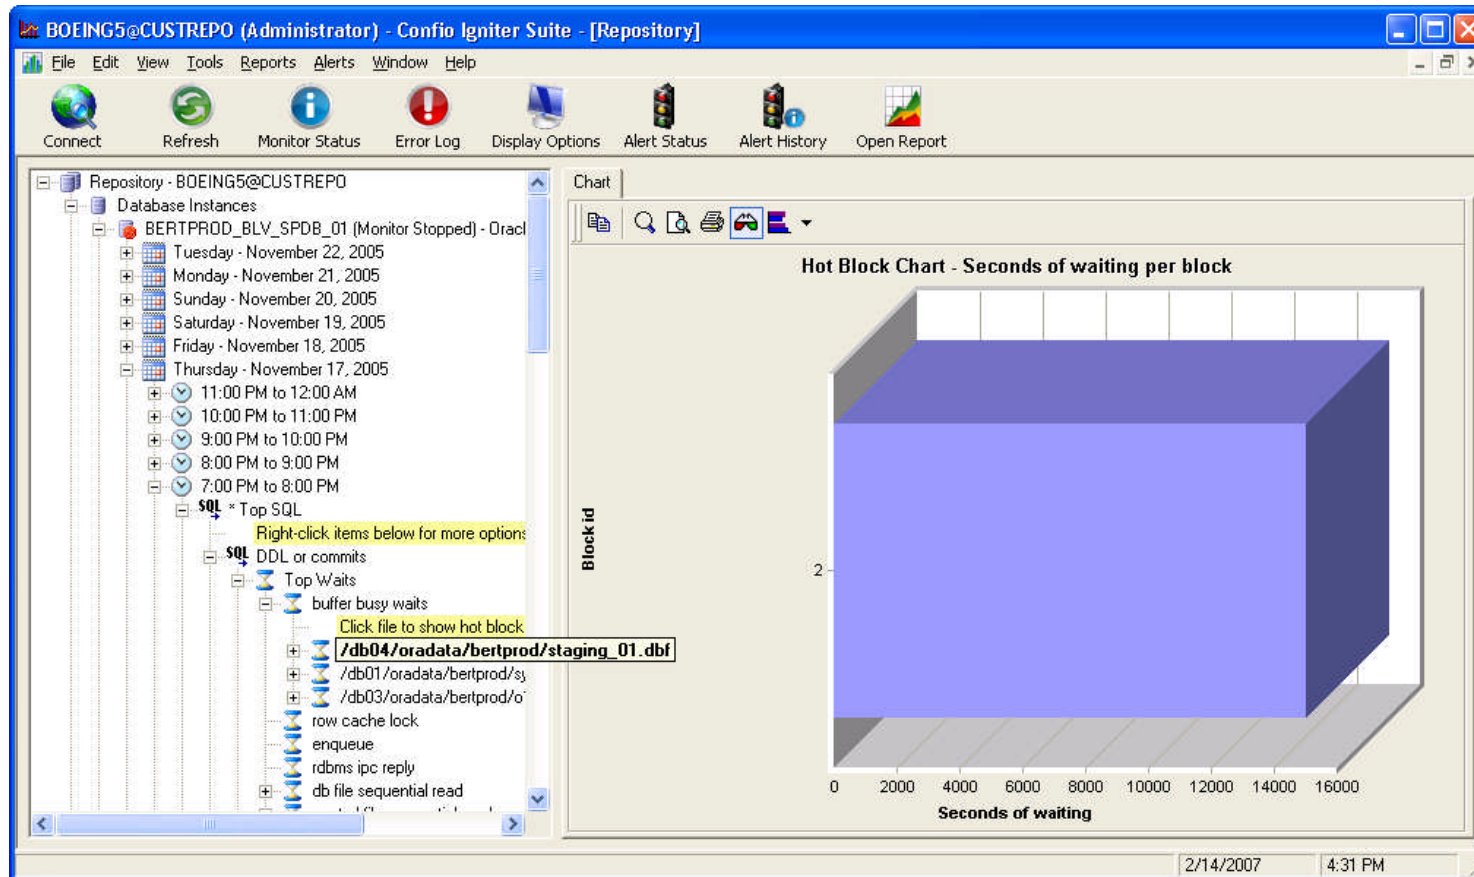 BOEING5@CUSTREPO (Administrator) - Confio Igniter Suite - [Repository]
File Edit View Tools Reports Alerts Window Help
Connect Refresh Monitor Status Error Log Display Options Alert Status Alert History Open Report
Repository - BOEING5@CUSTREPO
Database Instances
BERTPROD_BLV_SPDB_01 (Monitor Stopped) - Oracl
Tuesday - November 22, 2005
Monday - November 21, 2005
Sunday - November 20, 2005
Saturday - November 19, 2005
Friday - November 18, 2005
Thursday - November 17, 2005
11:00 PM to 12:00 AM
10:00 PM to 11:00 PM
9:00 PM to 10:00 PM
8:00 PM to 9:00 PM
7:00 PM to 8:00 PM
SQL * Top SQL
Right-click items below for more options
SQL DDL or commits
Top Waits
buffer busy waits
Click file to show hot block
/db04/oradata/bertprod/staging_01.dbf
/db01/oradata/bertprod/sy
/db03/oradata/bertprod/o
row cache lock
enqueue
rdbms ipc reply
db file sequential read
Chart
Hot Block Chart - Seconds of waiting per block
Block id
2
0 2000 4000 6000 8000 10000 12000 14000 16000
Seconds of waiting
2/14/2007 4:31 PM